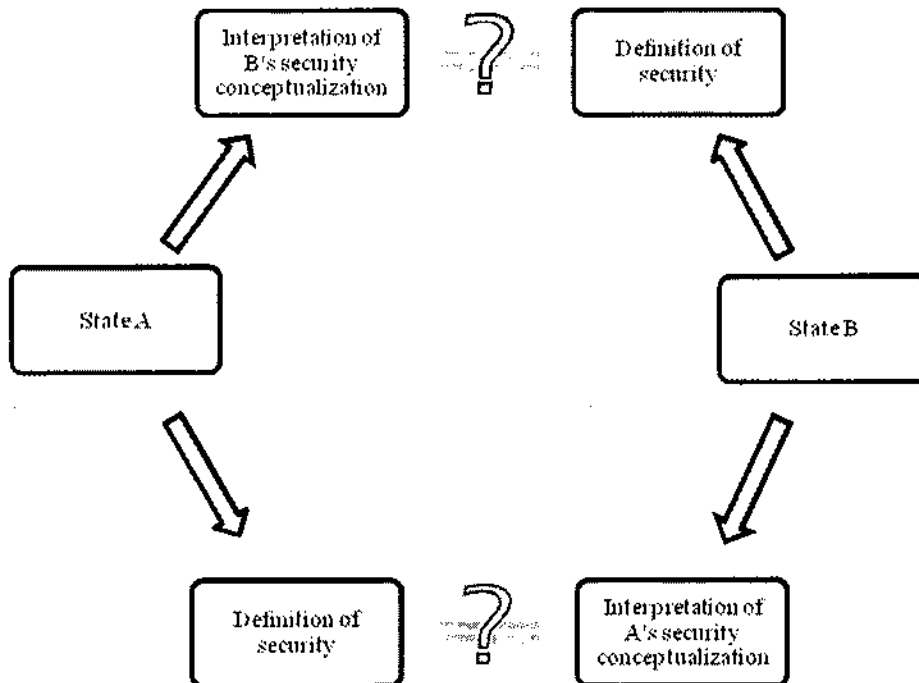 Interpretation of
B's security
conceptualization
?
Definition of
security
State A
State B
Definition of
security
?
Interpretation of
A's security
conceptualization